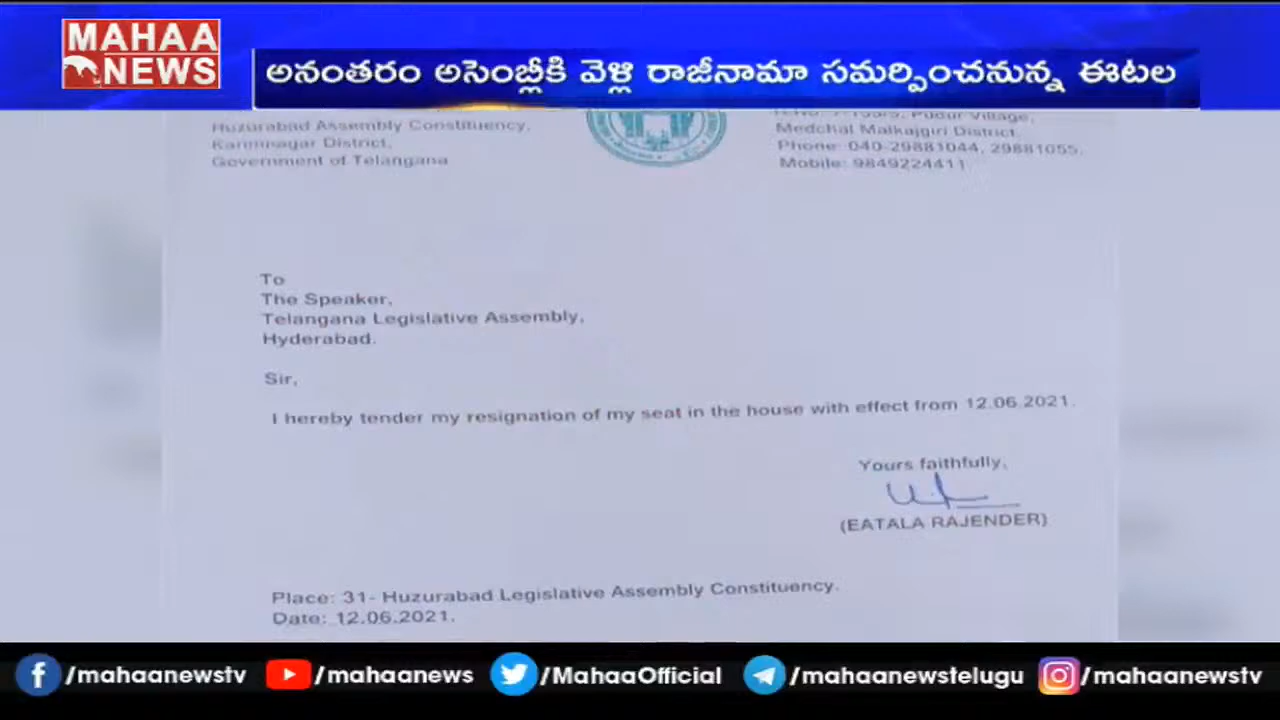 MAHAA
NEWS
అనంతరం అసెంబ్లీకి వెళ్లి రాజీనామా సమర్పించనున్న ఈటల
Huzurabad Assembly Constituency,
Karimnagar District,
Government of Telangana
Pudur Village,
Medchal Malkajgiri District.
Phone: 040-29881044, 29881055,
Mobile: 9849224411
To
The Speaker,
Telangana Legislative Assembly,
Hyderabad.
Sir,
I hereby tender my resignation of my seat in the house with effect from 12.06.2021.
Yours faithfully,
(EATALA RAJENDER)
Place: 31- Huzurabad Legislative Assembly Constituency.
Date: 12.06.2021.
/mahaanewstv
/mahaanews
/MahaaOfficial
/mahaanewstelugu
/mahaanewstv